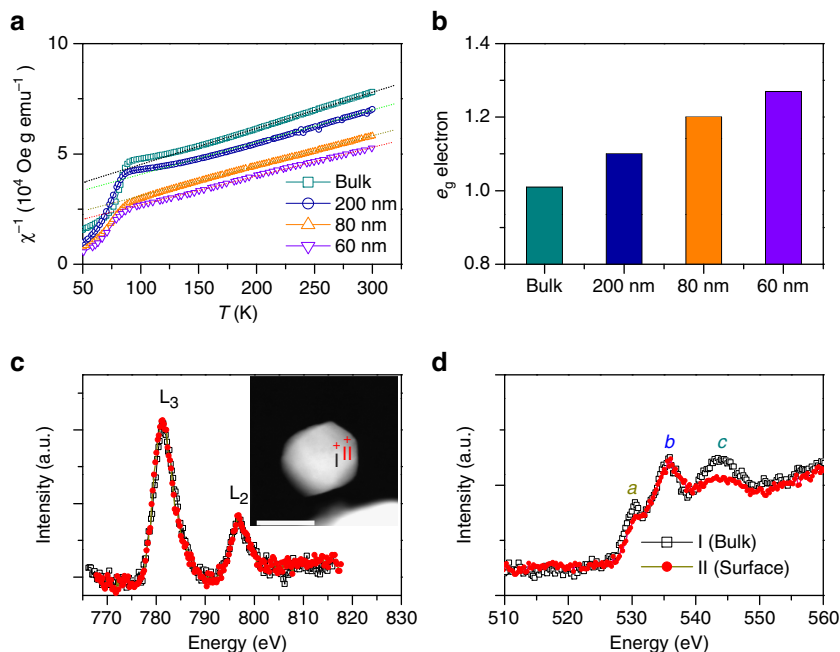 a
10
5
0
χ⁻¹ (10⁴ Oe g emu⁻¹)
Bulk
200 nm
80 nm
60 nm
50 100 150 200 250 300
T (K)
b
1.4
1.2
1.0
0.8
eg electron
Bulk 200 nm 80 nm 60 nm
c
Intensity (a.u.)
L3
L2
I
II
770 780 790 800 810 820 830
Energy (eV)
d
Intensity (a.u.)
a
b
c
I (Bulk)
II (Surface)
510 520 530 540 550 560
Energy (eV)